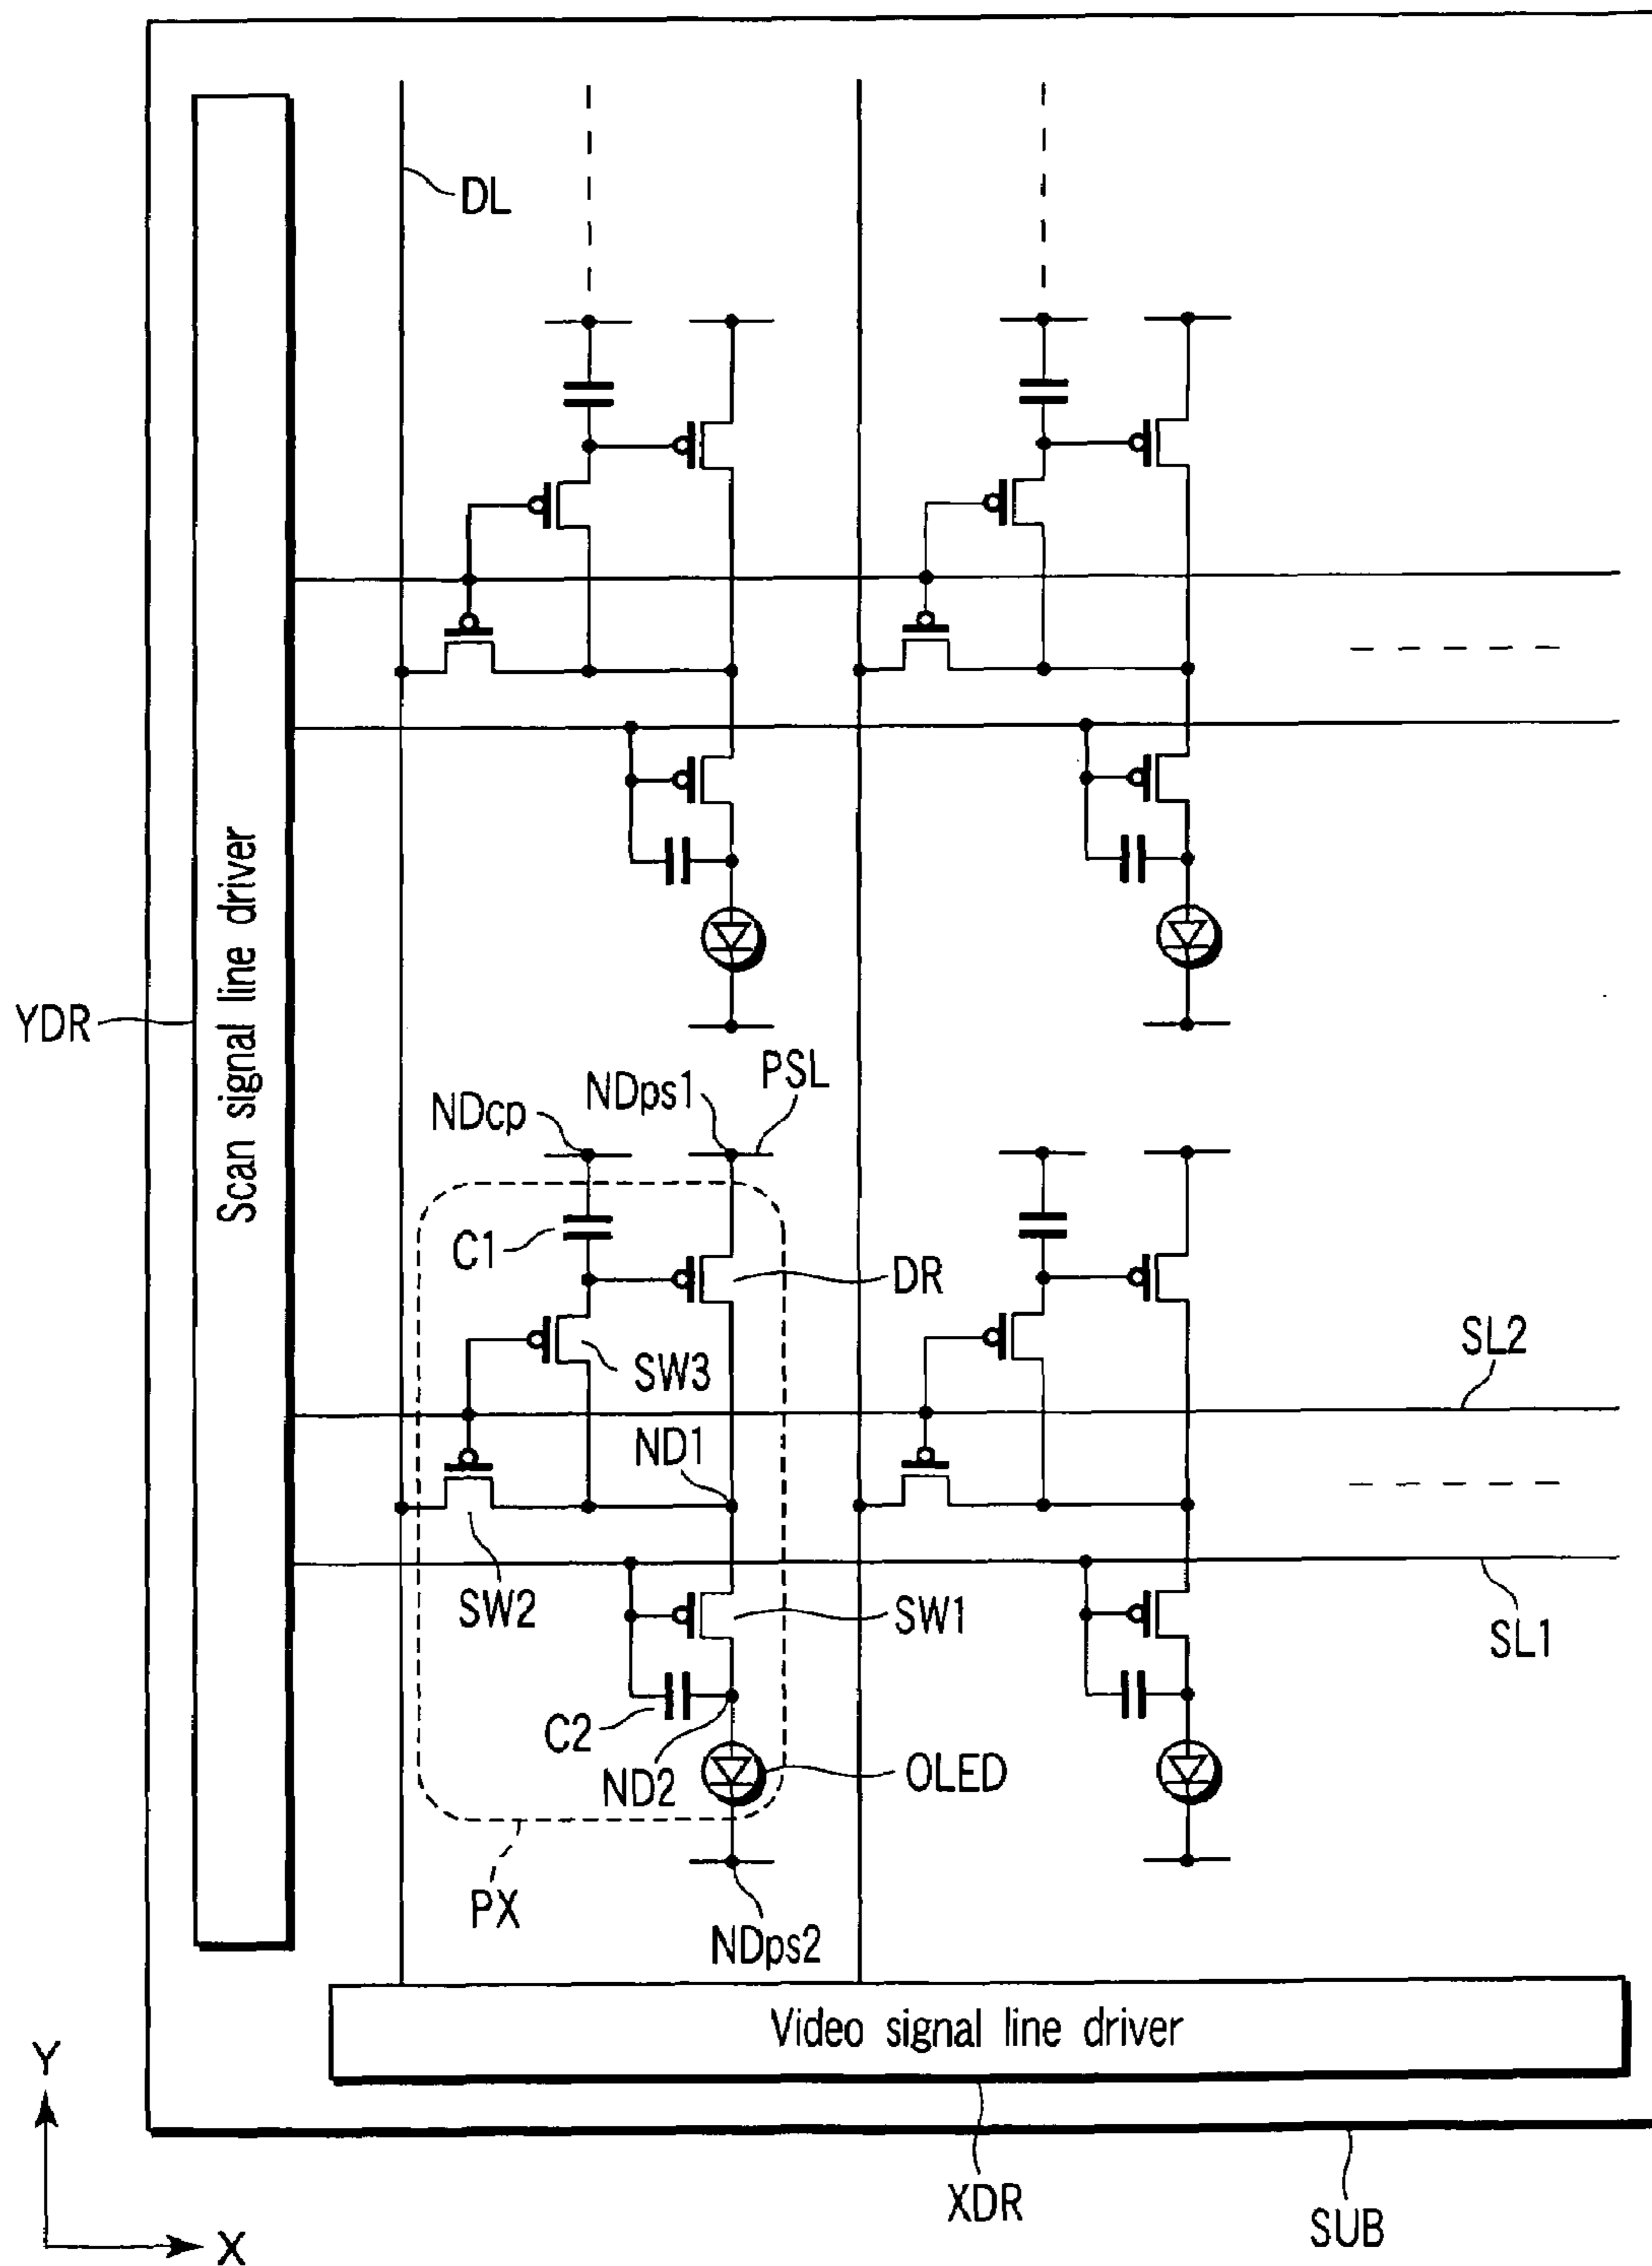 DL
Scan signal line driver
YDR
NDcp
NDps1
PSL
C1
DR
SW3
SL2
ND1
SW2
SW1
SL1
C2
ND2
OLED
PX
NDps2
Video signal line driver
Y
X
XDR
SUB